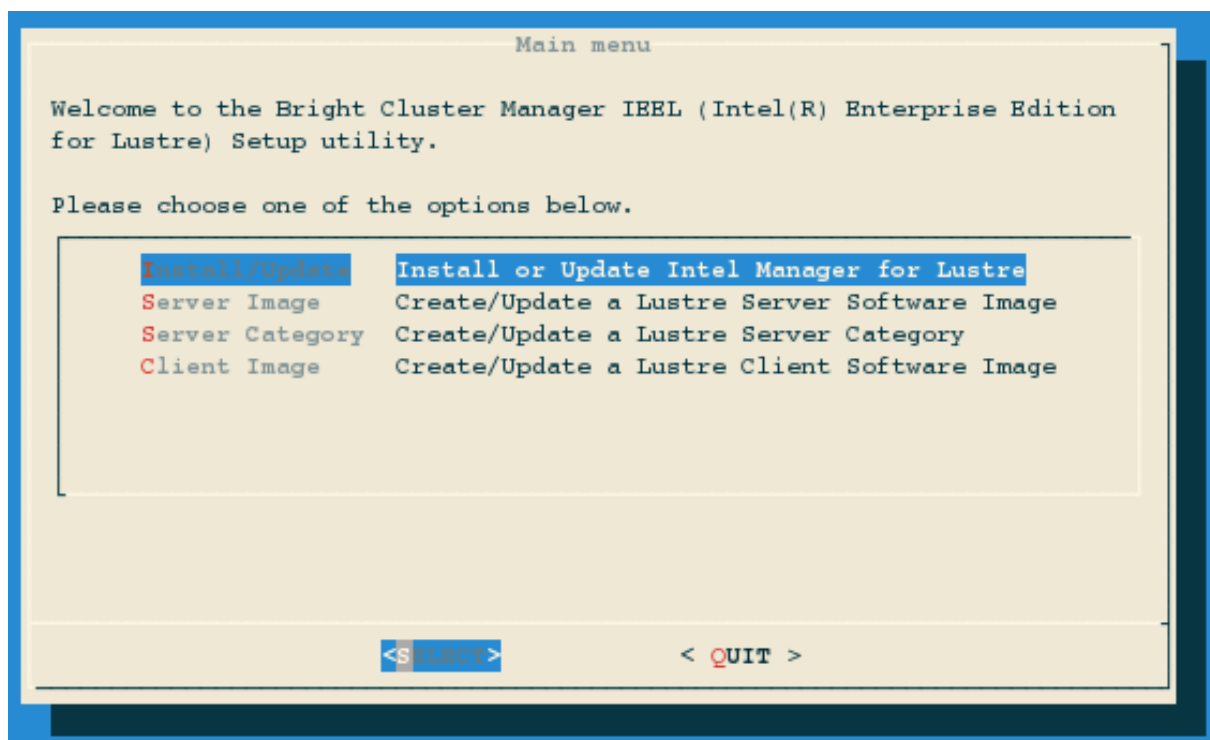 Main menu
Welcome to the Bright Cluster Manager IEEL (Intel(R) Enterprise Edition
for Lustre) Setup utility.
Please choose one of the options below.
Install/Update Install or Update Intel Manager for Lustre
Server Image Create/Update a Lustre Server Software Image
Server Category Create/Update a Lustre Server Category
Client Image Create/Update a Lustre Client Software Image
<SELECT> < QUIT >